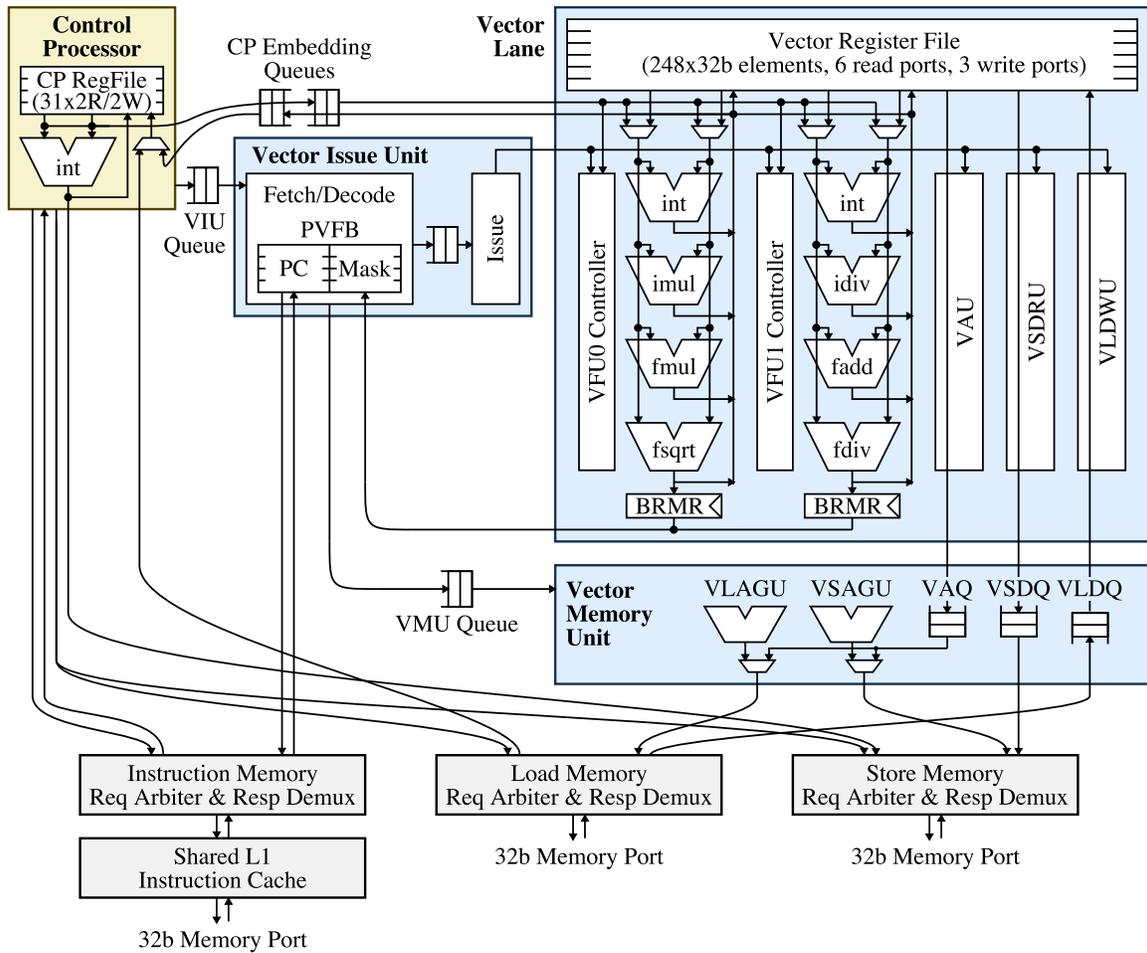 Control
Processor
CP RegFile
(31x2R/2W)
int
CP Embedding
Queues
VIU
Queue
Vector Issue Unit
Fetch/Decode
PVFB
PC
Mask
Issue
Vector
Lane
Vector Register File
(248x32b elements, 6 read ports, 3 write ports)
VFU0 Controller
int
imul
fmul
fsqrt
BRMR
VFU1 Controller
int
idiv
fadd
fdiv
BRMR
VAU
VSDRU
VLDWU
VMU Queue
Vector
Memory
Unit
VLAGU
VSAGU
VAQ
VSDQ
VLDQ
Instruction Memory
Req Arbiter & Resp Demux
Load Memory
Req Arbiter & Resp Demux
Store Memory
Req Arbiter & Resp Demux
Shared L1
Instruction Cache
32b Memory Port
32b Memory Port
32b Memory Port